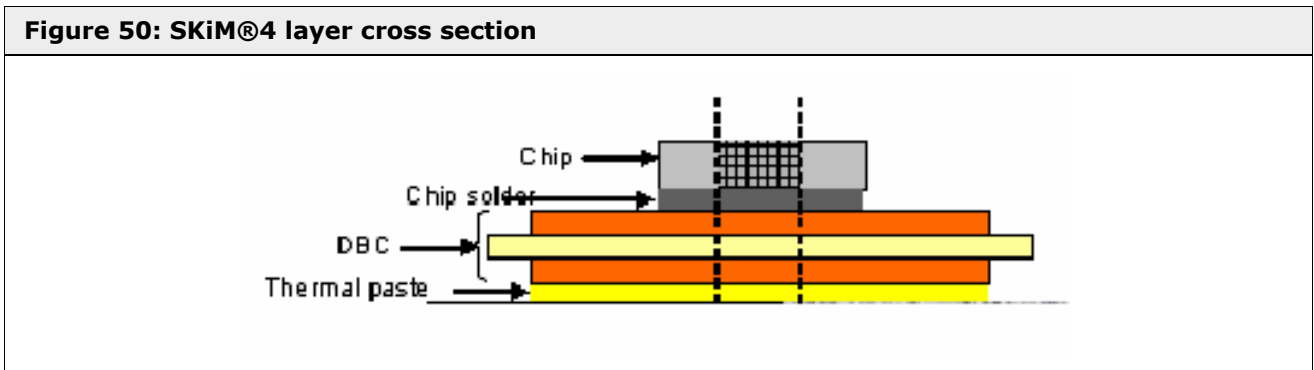 Figure 50: SKiM®4 layer cross section
Chip
Chip solder
DBC
Thermal paste